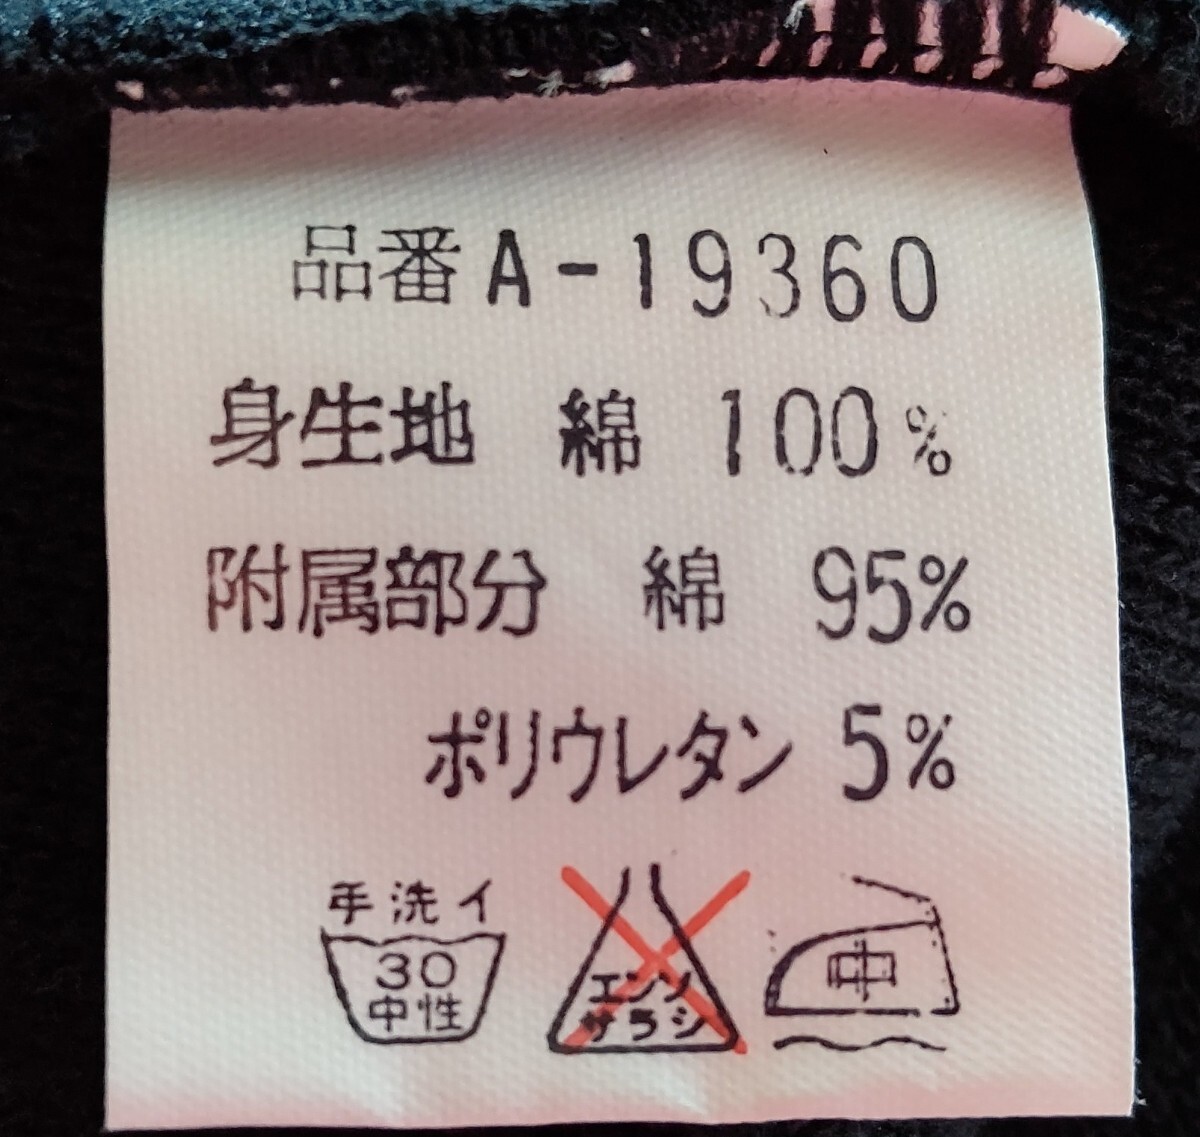 品番 A-19360
身生地 綿 100%
附属部分 綿 95%
ポリウレタン 5%
手洗イ
30
中性
エンソ
サラシ
中